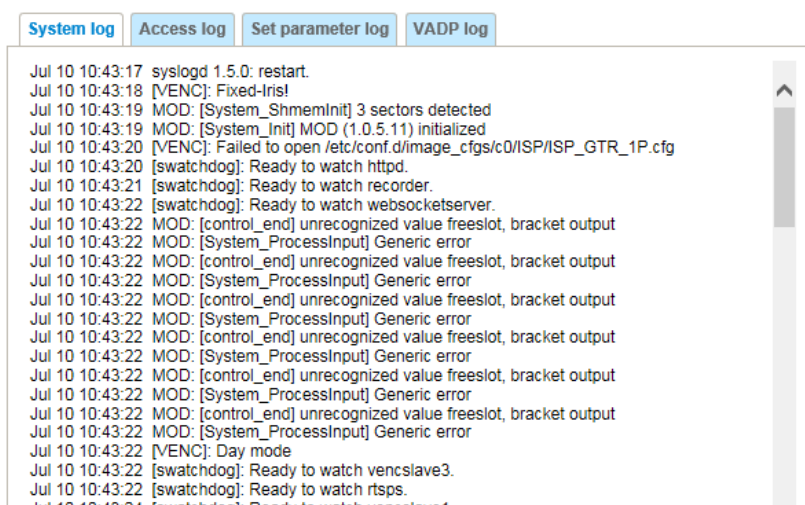 System log
Access log
Set parameter log
VADP log
Jul 10 10:43:17 syslogd 1.5.0: restart.
Jul 10 10:43:18 [VENC]: Fixed-Iris!
Jul 10 10:43:19 MOD: [System_ShmemInit] 3 sectors detected
Jul 10 10:43:19 MOD: [System_Init] MOD (1.0.5.11) initialized
Jul 10 10:43:20 [VENC]: Failed to open /etc/conf.d/image_cfgs/c0/ISP/ISP_GTR_1P.cfg
Jul 10 10:43:20 [swatchdog]: Ready to watch httpd.
Jul 10 10:43:21 [swatchdog]: Ready to watch recorder.
Jul 10 10:43:22 [swatchdog]: Ready to watch websocketserver.
Jul 10 10:43:22 MOD: [control_end] unrecognized value freeslot, bracket output
Jul 10 10:43:22 MOD: [System_ProcessInput] Generic error
Jul 10 10:43:22 MOD: [control_end] unrecognized value freeslot, bracket output
Jul 10 10:43:22 MOD: [System_ProcessInput] Generic error
Jul 10 10:43:22 MOD: [control_end] unrecognized value freeslot, bracket output
Jul 10 10:43:22 MOD: [System_ProcessInput] Generic error
Jul 10 10:43:22 MOD: [control_end] unrecognized value freeslot, bracket output
Jul 10 10:43:22 MOD: [System_ProcessInput] Generic error
Jul 10 10:43:22 MOD: [control_end] unrecognized value freeslot, bracket output
Jul 10 10:43:22 MOD: [System_ProcessInput] Generic error
Jul 10 10:43:22 MOD: [control_end] unrecognized value freeslot, bracket output
Jul 10 10:43:22 MOD: [System_ProcessInput] Generic error
Jul 10 10:43:22 [VENC]: Day mode
Jul 10 10:43:22 [swatchdog]: Ready to watch vencslave3.
Jul 10 10:43:22 [swatchdog]: Ready to watch rtsps.